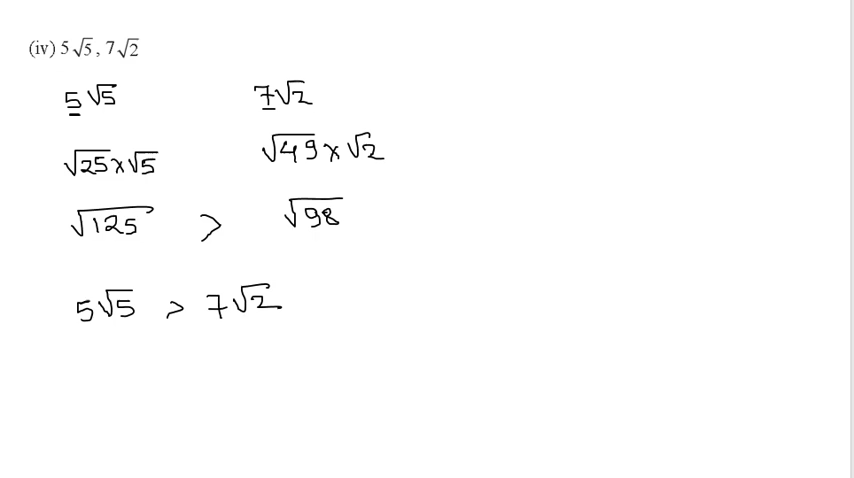 (iv) 5√5, 7√2
5√5 7√2
√25×√5 √49×√2
√125 > √98
5√5 > 7√2